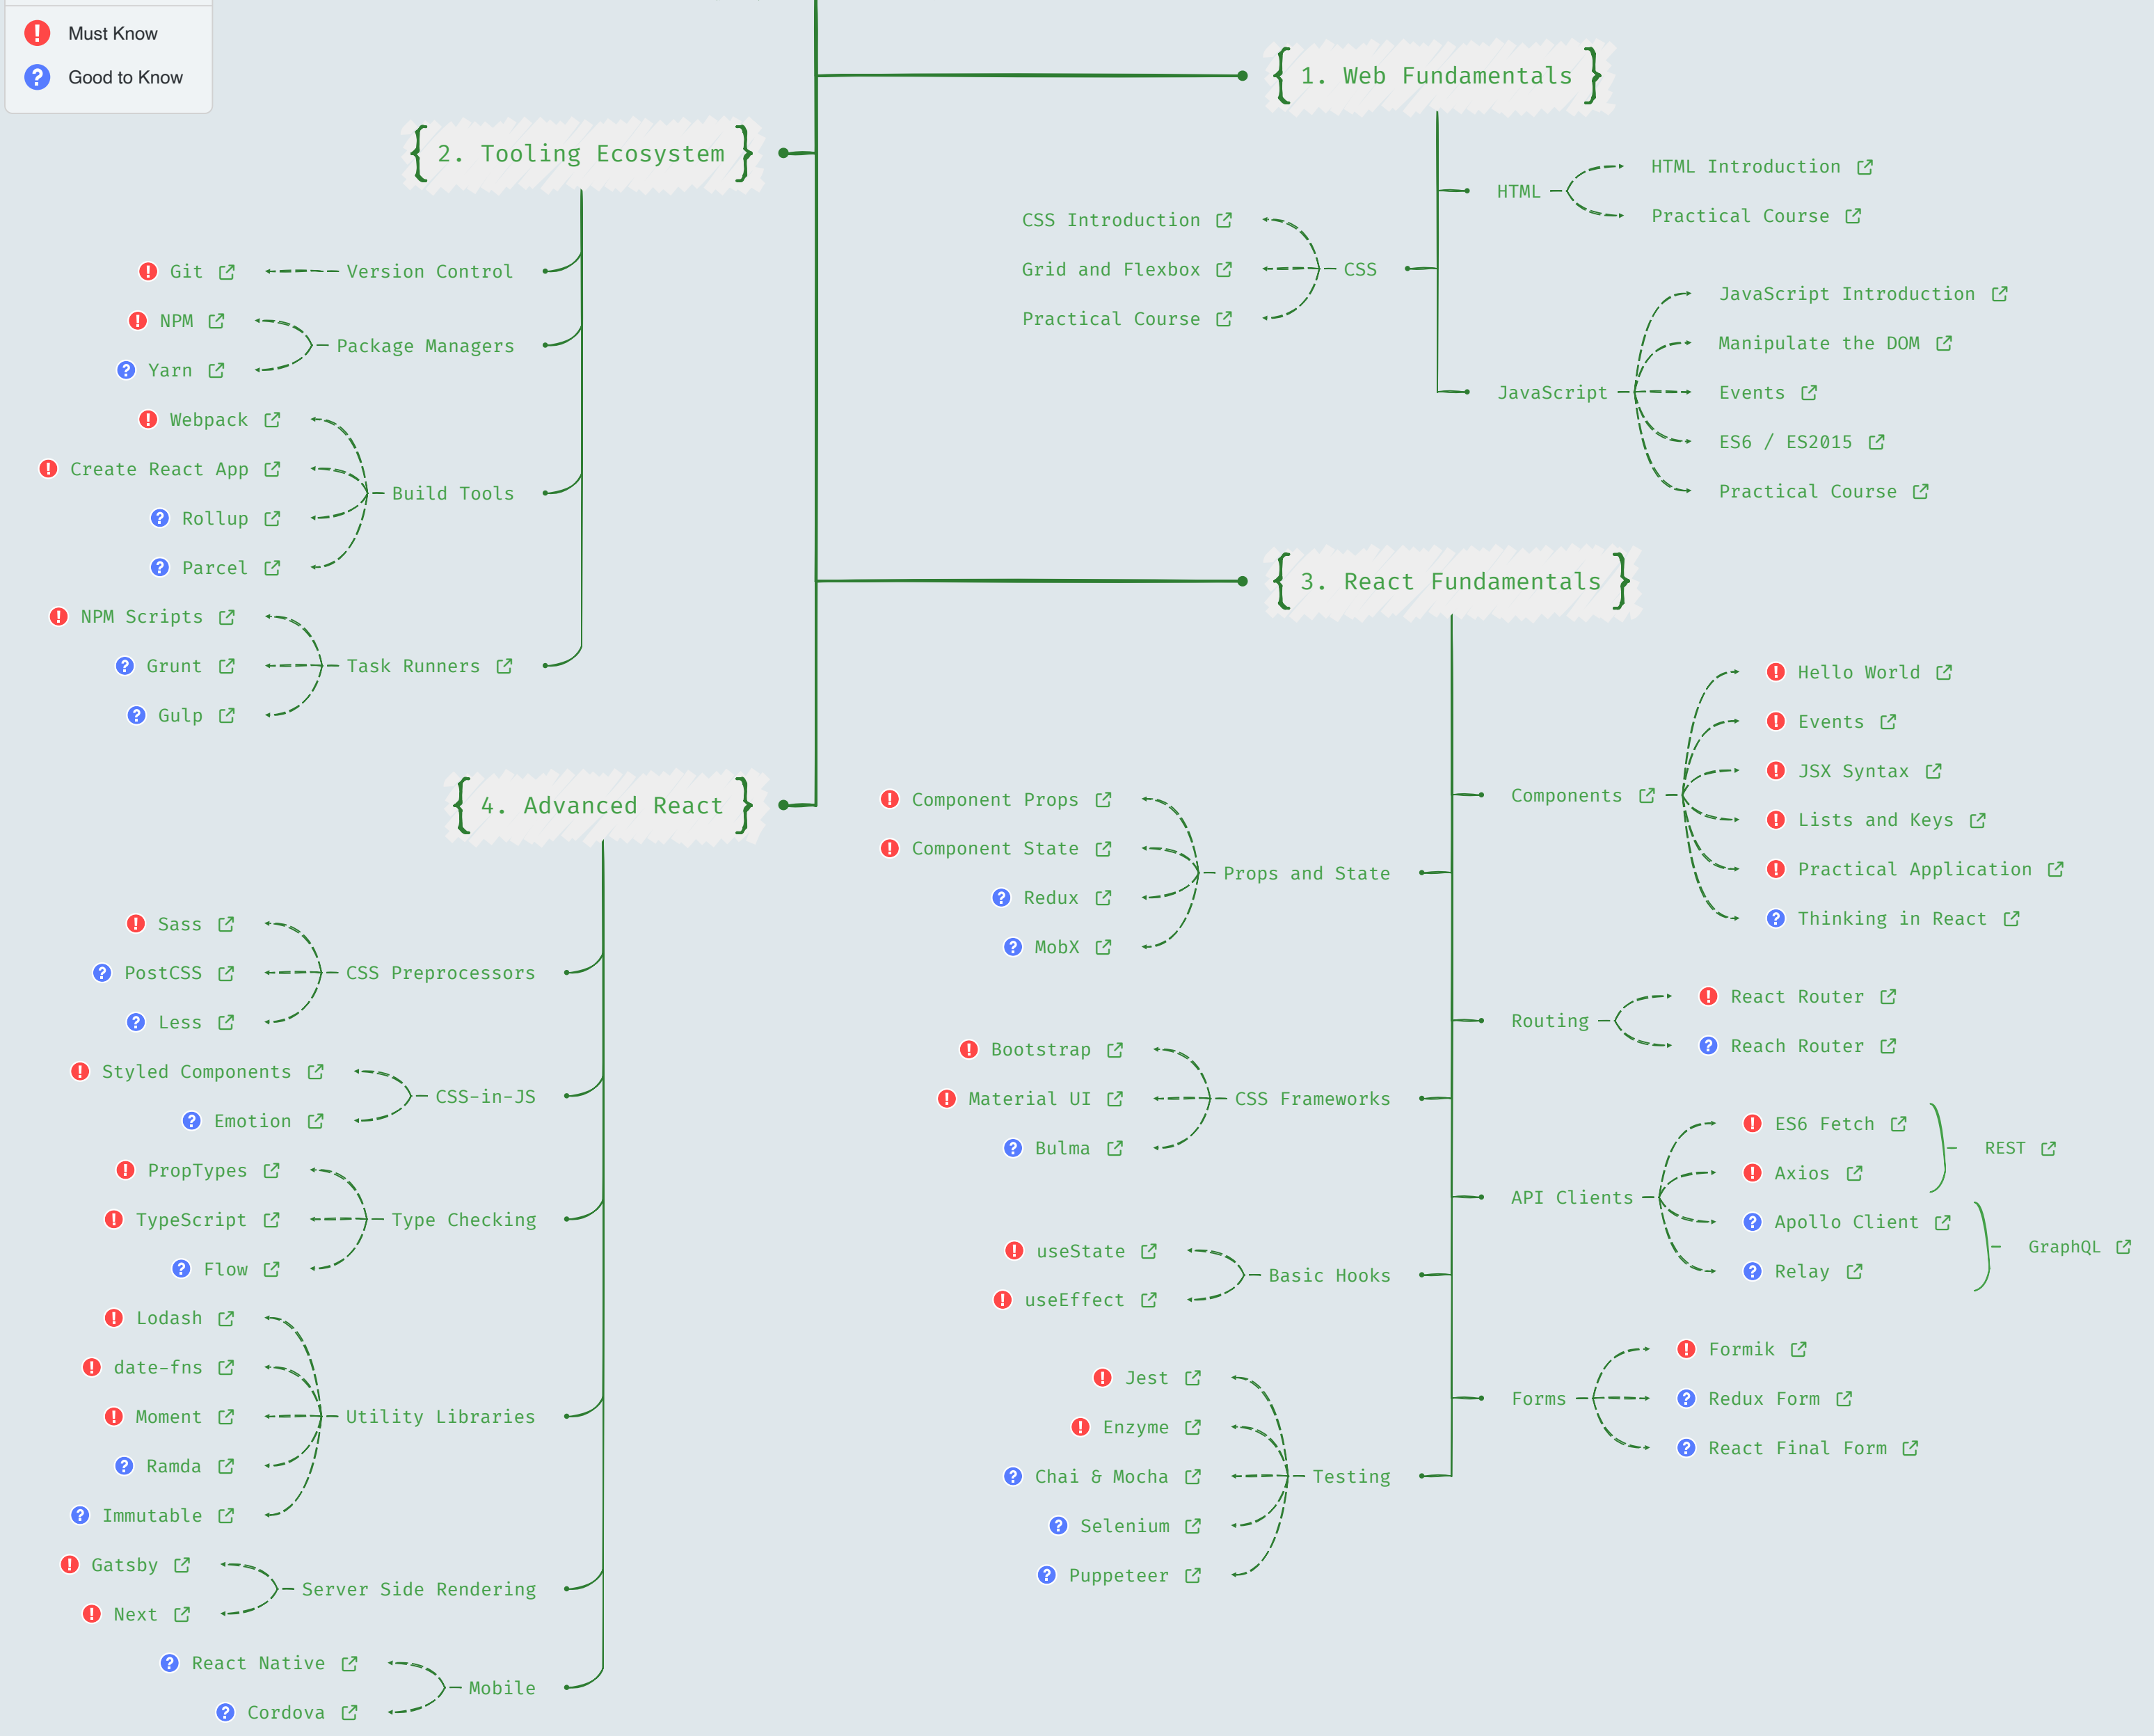 Must Know
Good to Know
1. Web Fundamentals
HTML
HTML Introduction
Practical Course
CSS
CSS Introduction
Grid and Flexbox
Practical Course
JavaScript
JavaScript Introduction
Manipulate the DOM
Events
ES6 / ES2015
Practical Course
2. Tooling Ecosystem
Version Control
Git
Package Managers
NPM
Yarn
Build Tools
Webpack
Create React App
Rollup
Parcel
Task Runners
NPM Scripts
Grunt
Gulp
3. React Fundamentals
Components
Hello World
Events
JSX Syntax
Lists and Keys
Practical Application
Thinking in React
Props and State
Component Props
Component State
Redux
MobX
Routing
React Router
Reach Router
CSS Frameworks
Bootstrap
Material UI
Bulma
API Clients
ES6 Fetch
Axios
REST
Apollo Client
Relay
GraphQL
Basic Hooks
useState
useEffect
Forms
Formik
Redux Form
React Final Form
Testing
Jest
Enzyme
Chai & Mocha
Selenium
Puppeteer
4. Advanced React
CSS Preprocessors
Sass
PostCSS
Less
CSS-in-JS
Styled Components
Emotion
Type Checking
PropTypes
TypeScript
Flow
Utility Libraries
Lodash
date-fns
Moment
Ramda
Immutable
Server Side Rendering
Gatsby
Next
Mobile
React Native
Cordova